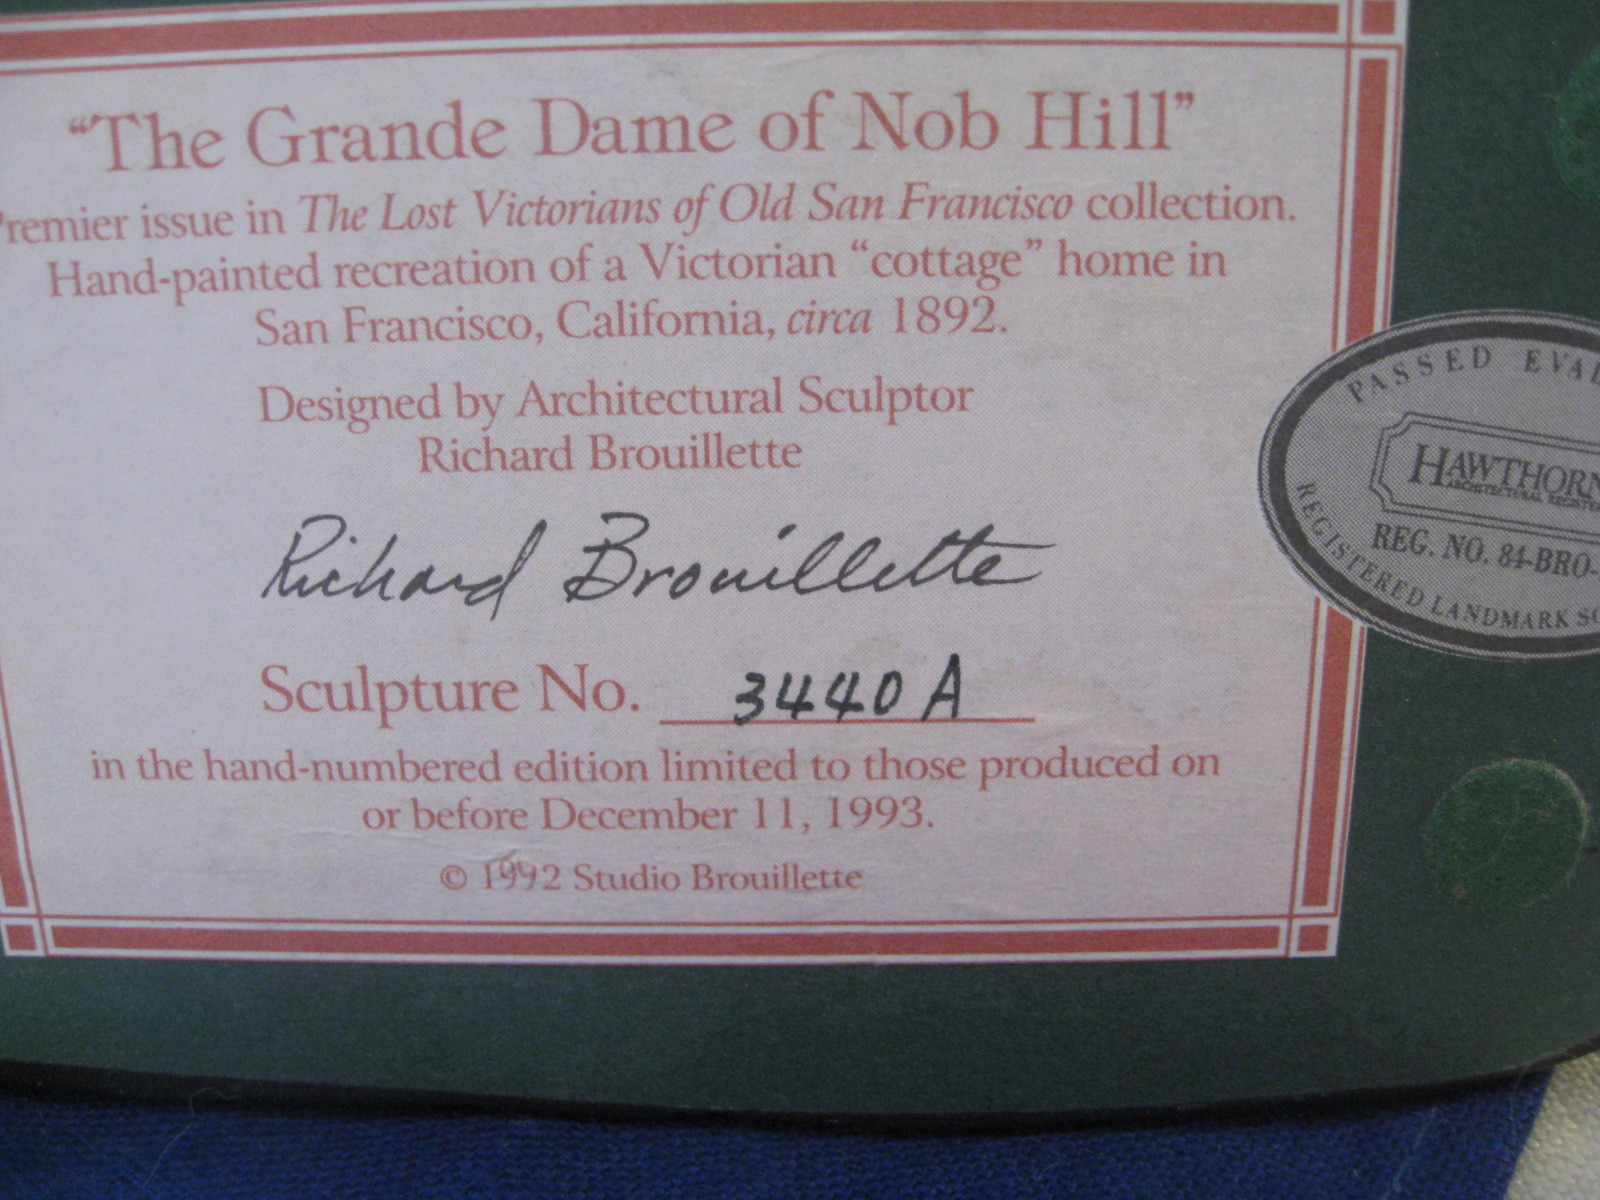 “The Grande Dame of Nob Hill”
Premier issue in The Lost Victorians of Old San Francisco collection.
Hand-painted recreation of a Victorian “cottage” home in
San Francisco, California, circa 1892.
Designed by Architectural Sculptor
Richard Brouillette
Richard Brouillette
Sculpture No. 3440 A
in the hand-numbered edition limited to those produced on
or before December 11, 1993.
© 1992 Studio Brouillette
PASSED EVAL
HAWTHORN
ARCHITECTURAL REGISTE
REG. NO. 84-BRO-
REGISTERED LANDMARK SC